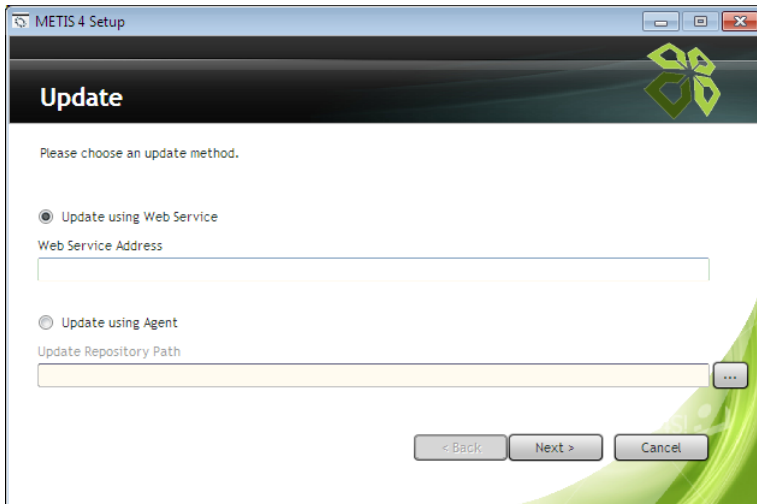 METIS 4 Setup
Update
Please choose an update method.
Update using Web Service
Web Service Address
Update using Agent
Update Repository Path
...
< Back
Next >
Cancel